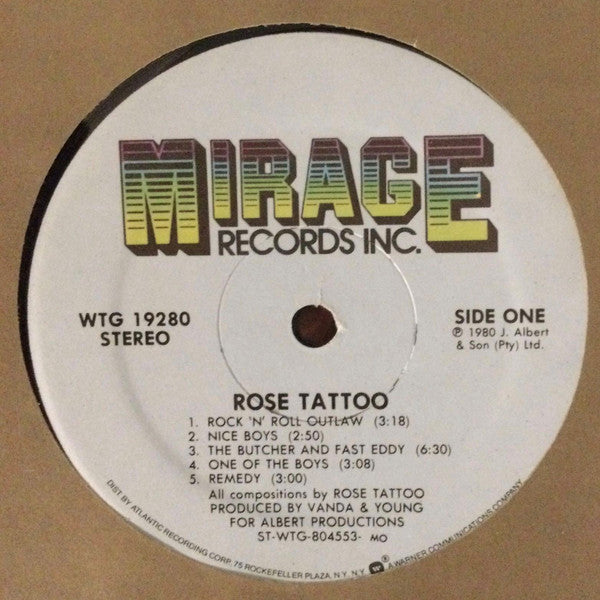 MIRAGE
RECORDS INC.
WTG 19280
STEREO
SIDE ONE
℗ 1980 J. Albert
& Son (Pty) Ltd.
ROSE TATTOO
1. ROCK 'N' ROLL OUTLAW (3:18)
2. NICE BOYS (2:50)
3. THE BUTCHER AND FAST EDDY (6:30)
4. ONE OF THE BOYS (3:08)
5. REMEDY (3:00)
All compositions by ROSE TATTOO
PRODUCED BY VANDA & YOUNG
FOR ALBERT PRODUCTIONS
ST-WTG-804553- MO
DIST BY ATLANTIC RECORDING CORP. 75 ROCKEFELLER PLAZA, N.Y. N.Y. ® A WARNER COMMUNICATIONS COMPANY